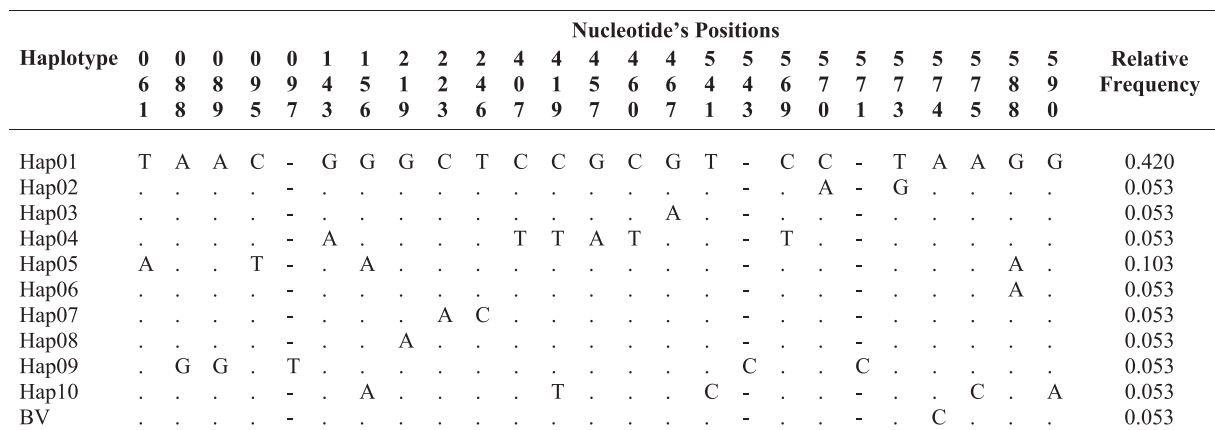 Nucleotide's Positions
Haplotype 0 0 0 0 0 1 1 2 2 2 4 4 4 4 4 5 5 5 5 5 5 5 5 5 5 Relative
6 8 8 9 9 4 5 1 2 4 0 1 5 6 6 4 4 6 7 7 7 7 7 8 9 Frequency
1 8 9 5 7 3 6 9 3 6 7 9 7 0 7 1 3 9 0 1 3 4 5 8 0
Hap01 T A A C - G G G C T C C G C G T - C C - T A A G G 0.420
Hap02 . . . . - . . . . . . . . . . . - . A - G . . . . 0.053
Hap03 . . . . - . . . . . . . . . A . - . . - . . . . . 0.053
Hap04 . . . . - A . . . . T T A T . . - T . - . . . . . 0.053
Hap05 A . . T - . A . . . . . . . . . - . . - . . . A . 0.103
Hap06 . . . . - . . . . . . . . . . . - . . - . . . A . 0.053
Hap07 . . . . - . . . A C . . . . . . - . . - . . . . . 0.053
Hap08 . . . . - . . A . . . . . . . . - . . - . . . . . 0.053
Hap09 . G G . T . . . . . . . . . . . C . . C . . . . . 0.053
Hap10 . . . . - . A . . . . T . . . C - . . - . . C . A 0.053
BV . . . . - . . . . . . . . . . . - . . - . C . . . 0.053